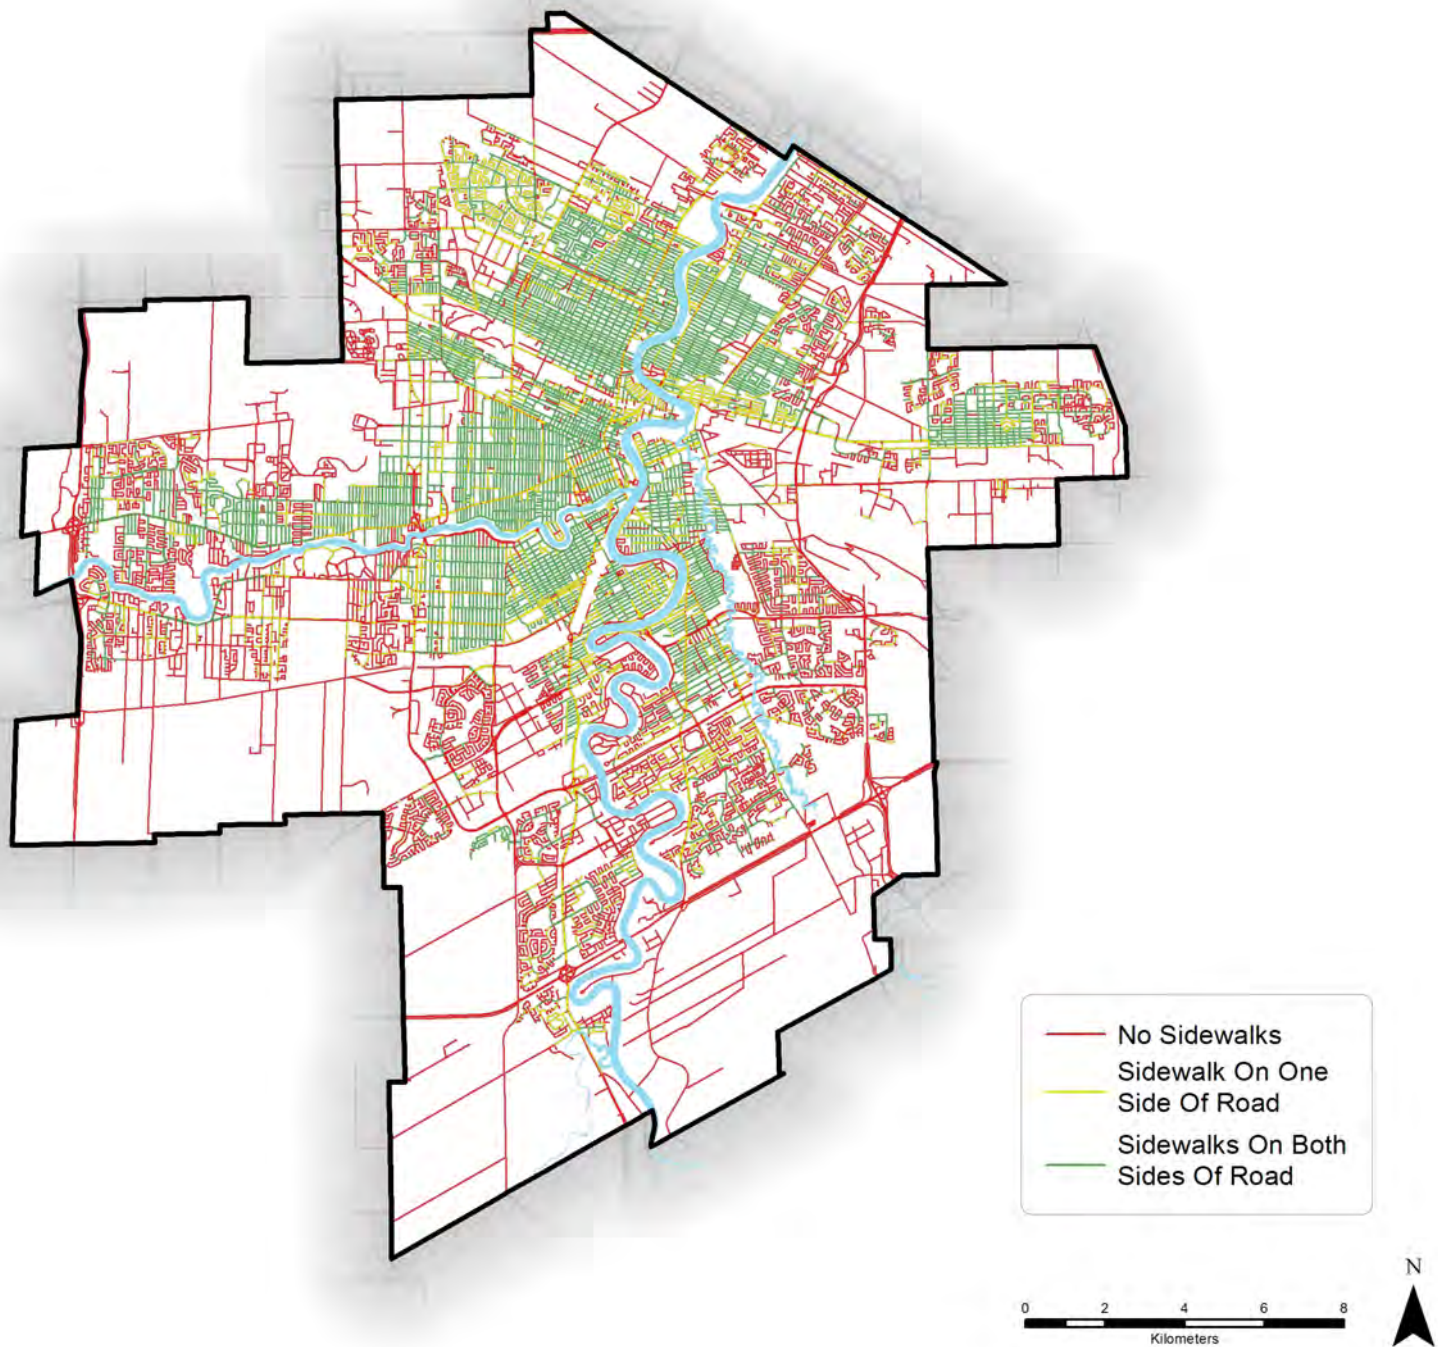 No Sidewalks
Sidewalk On One
Side Of Road
Sidewalks On Both
Sides Of Road
N
0 2 4 6 8
Kilometers